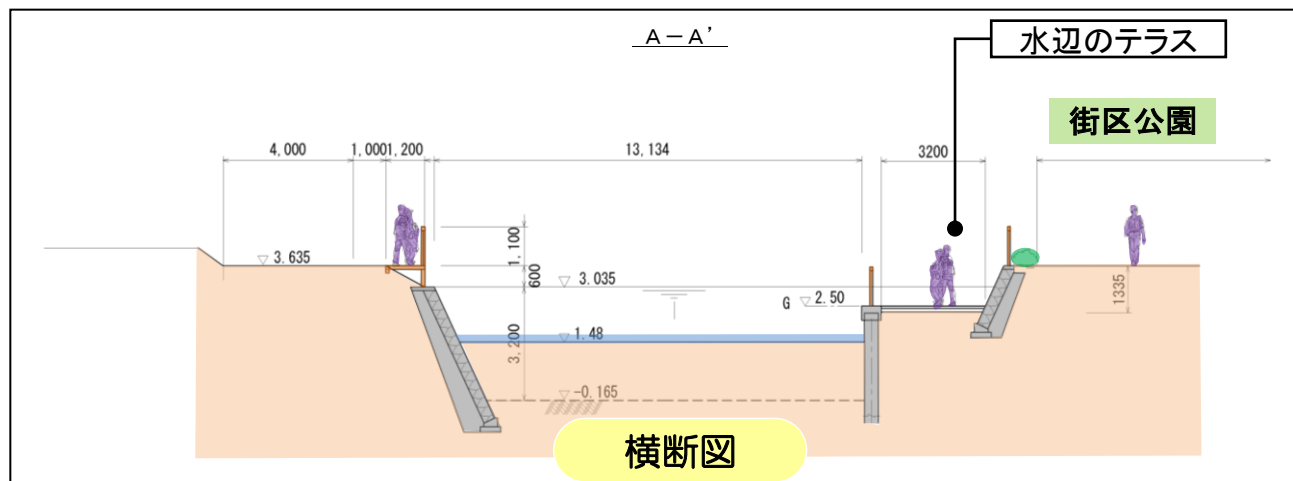 A－A’
水辺のテラス
街区公園
4,000
1,000
1,200
13,134
3200
1,100
600
3,200
▽ 3.635
▽ 3.035
G ▽ 2.50
1335
▽ 1.48
▽ -0.165
横断図